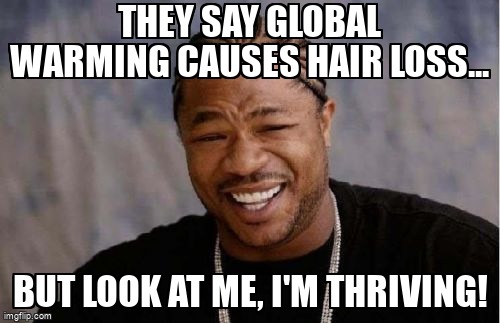 THEY SAY GLOBAL
WARMING CAUSES HAIR LOSS...
BUT LOOK AT ME, I'M THRIVING!
imgflip.com